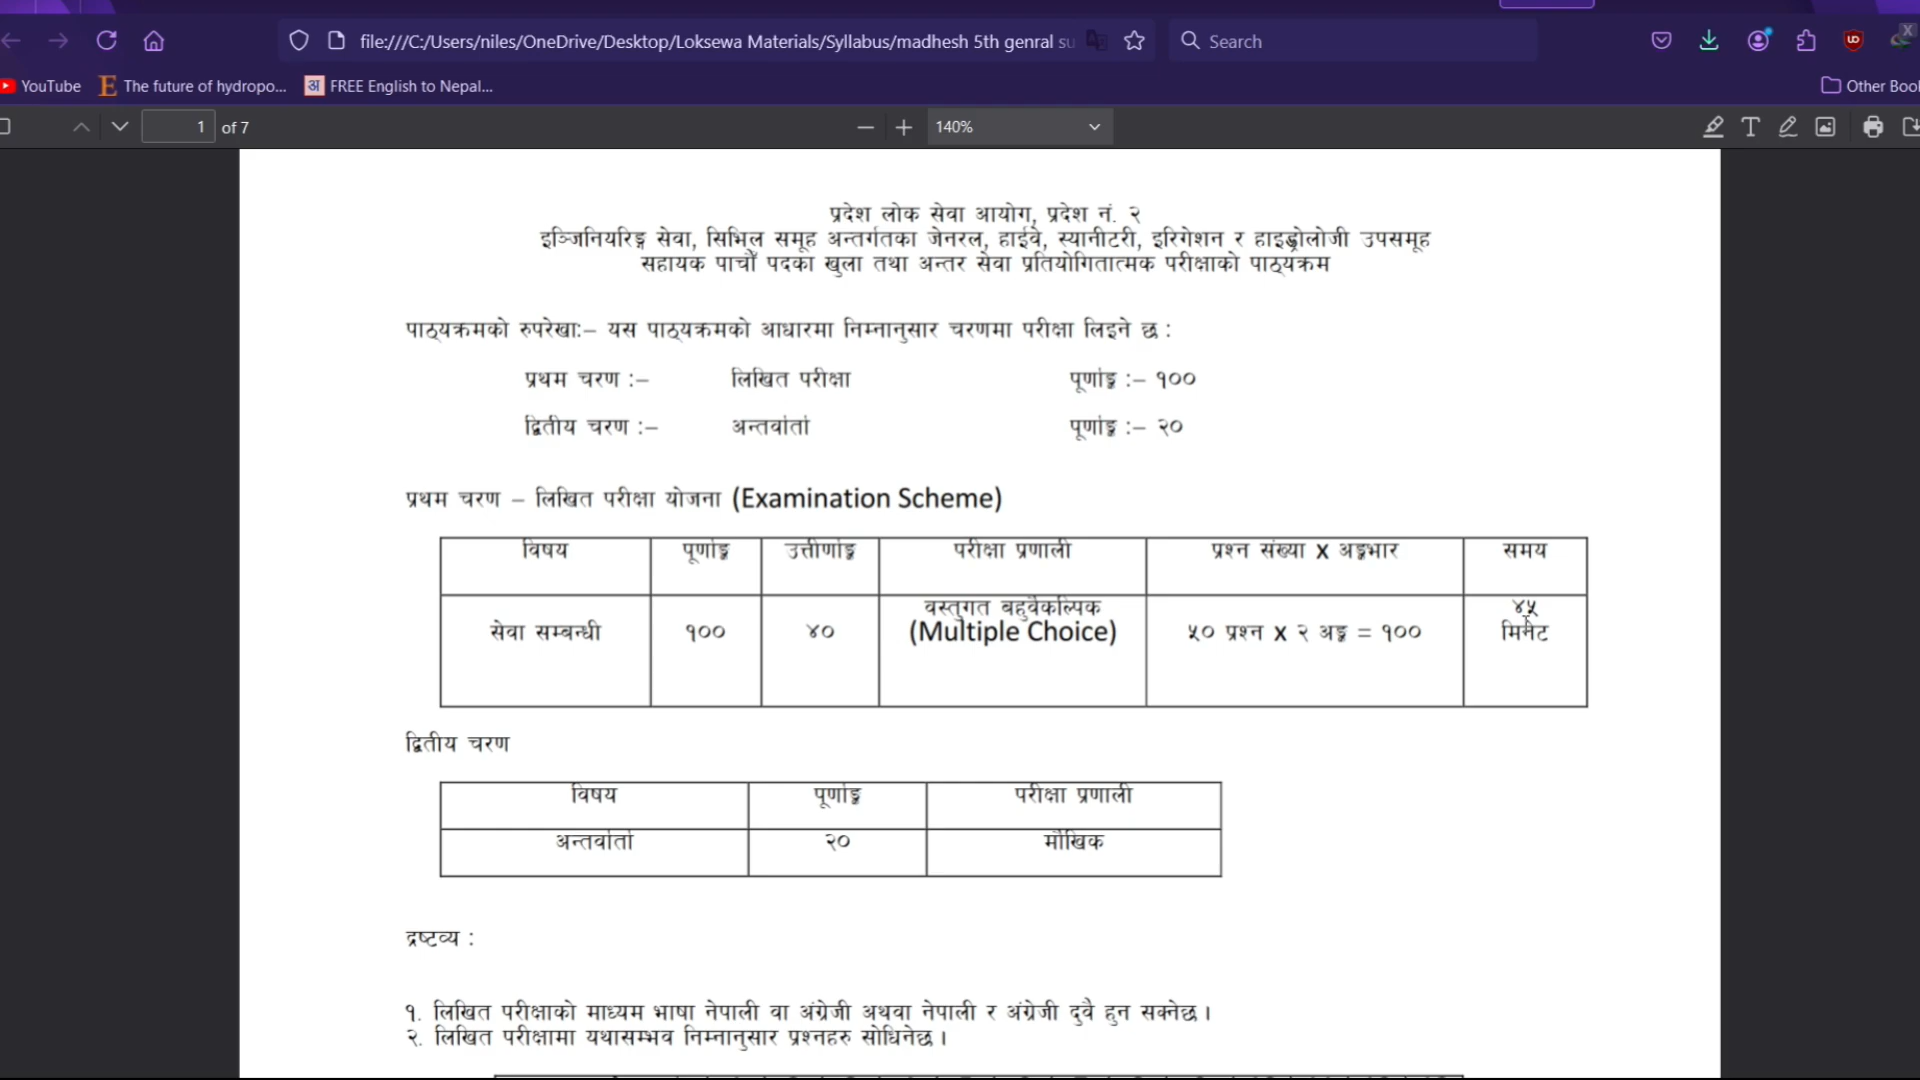 file:///C:/Users/niles/OneDrive/Desktop/Loksewa Materials/Syllabus/madhesh 5th genral su
Search
YouTube
The future of hydropo...
अ FREE English to Nepal...
Other Bool
1 of 7
140%
प्रदेश लोक सेवा आयोग, प्रदेश नं. २
इञ्जिनियरिङ्ग सेवा, सिभिल समूह अन्तर्गतका जेनरल, हाईवे, स्यानीटरी, इरिगेशन र हाइड्रोलोजी उपसमूह
सहायक पाचौँ पदका खुला तथा अन्तर सेवा प्रतियोगितात्मक परीक्षाको पाठ्यक्रम
पाठ्यक्रमको रुपरेखाः– यस पाठ्यक्रमको आधारमा निम्नानुसार चरणमा परीक्षा लिइने छ :
प्रथम चरण :– लिखित परीक्षा पूर्णाङ्क :– १००
द्वितीय चरण :– अन्तर्वार्ता पूर्णाङ्क :– २०
प्रथम चरण – लिखित परीक्षा योजना (Examination Scheme)
विषय पूर्णाङ्क उत्तीर्णाङ्क परीक्षा प्रणाली प्रश्न संख्या x अङ्कभार समय
सेवा सम्बन्धी १०० ४० वस्तुगत बहुवैकल्पिक (Multiple Choice) ५० प्रश्न x २ अङ्क = १०० ४५ मिनेट
द्वितीय चरण
विषय पूर्णाङ्क परीक्षा प्रणाली
अन्तर्वार्ता २० मौखिक
द्रष्टव्य :
१. लिखित परीक्षाको माध्यम भाषा नेपाली वा अंग्रेजी अथवा नेपाली र अंग्रेजी दुवै हुन सक्नेछ ।
२. लिखित परीक्षामा यथासम्भव निम्नानुसार प्रश्नहरु सोधिनेछ ।